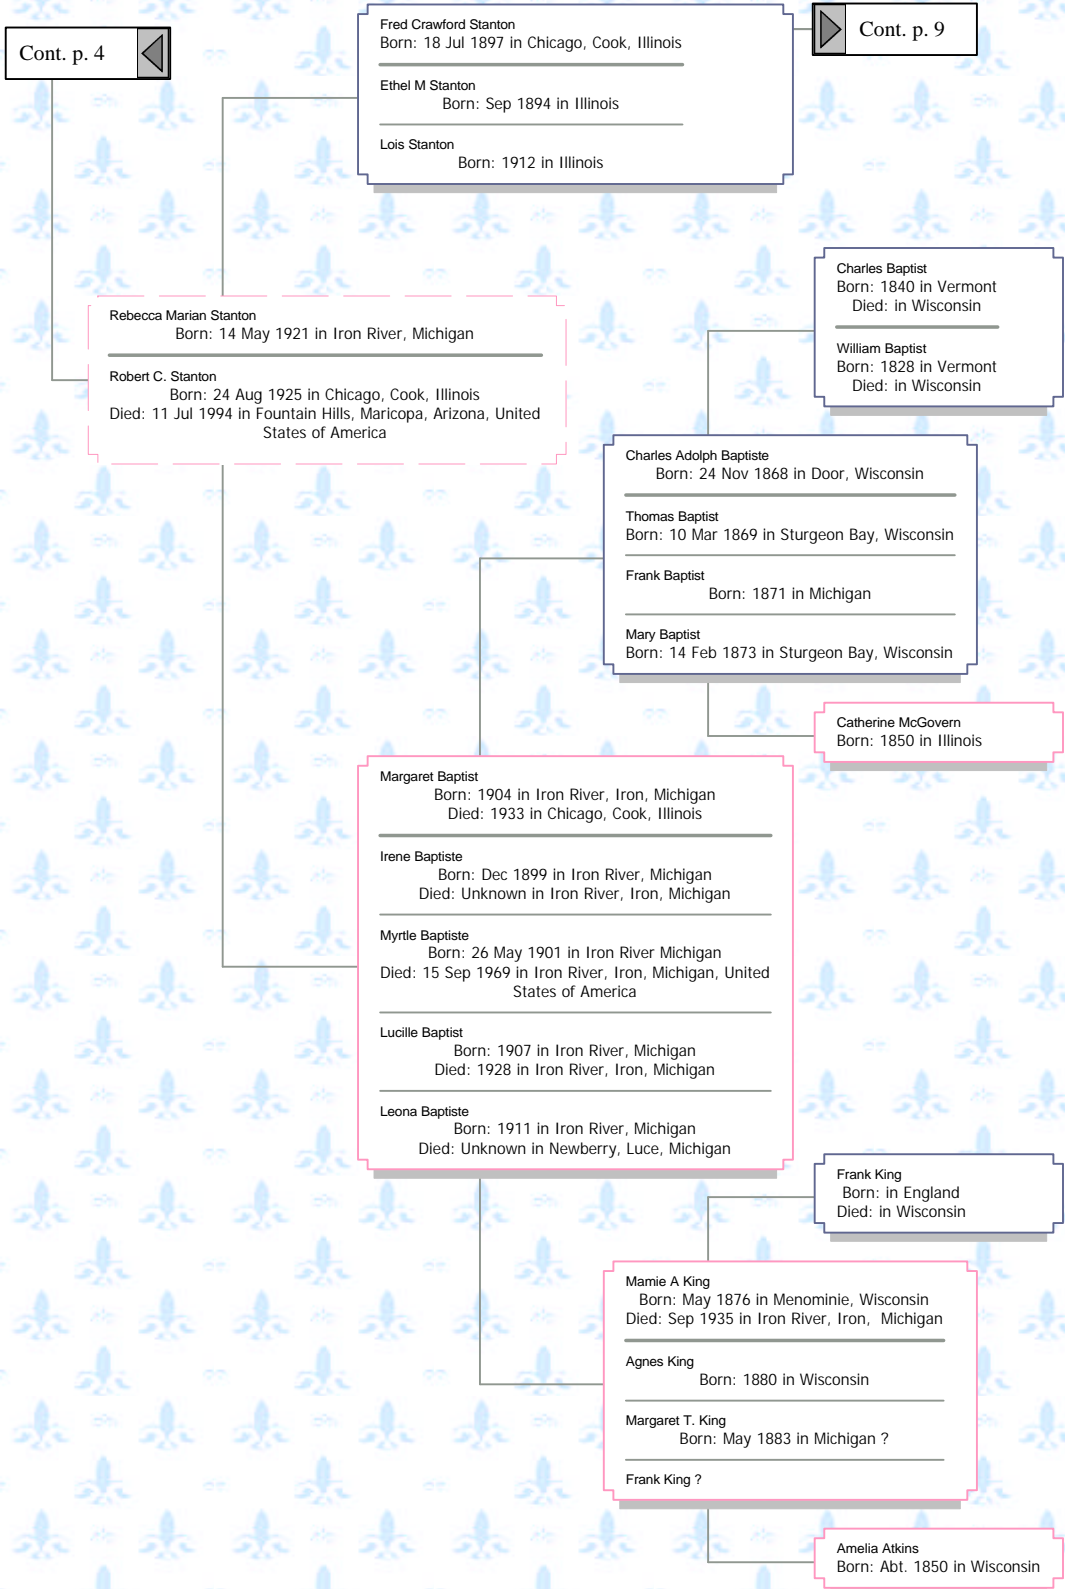 Cont. p. 4
Fred Crawford Stanton
Born: 18 Jul 1897 in Chicago, Cook, Illinois
Ethel M Stanton
Born: Sep 1894 in Illinois
Lois Stanton
Born: 1912 in Illinois
Cont. p. 9
Rebecca Marian Stanton
Born: 14 May 1921 in Iron River, Michigan
Robert C. Stanton
Born: 24 Aug 1925 in Chicago, Cook, Illinois
Died: 11 Jul 1994 in Fountain Hills, Maricopa, Arizona, United
States of America
Charles Baptist
Born: 1840 in Vermont
Died: in Wisconsin
William Baptist
Born: 1828 in Vermont
Died: in Wisconsin
Charles Adolph Baptiste
Born: 24 Nov 1868 in Door, Wisconsin
Thomas Baptist
Born: 10 Mar 1869 in Sturgeon Bay, Wisconsin
Frank Baptist
Born: 1871 in Michigan
Mary Baptist
Born: 14 Feb 1873 in Sturgeon Bay, Wisconsin
Catherine McGovern
Born: 1850 in Illinois
Margaret Baptist
Born: 1904 in Iron River, Iron, Michigan
Died: 1933 in Chicago, Cook, Illinois
Irene Baptiste
Born: Dec 1899 in Iron River, Michigan
Died: Unknown in Iron River, Iron, Michigan
Myrtle Baptiste
Born: 26 May 1901 in Iron River Michigan
Died: 15 Sep 1969 in Iron River, Iron, Michigan, United
States of America
Lucille Baptist
Born: 1907 in Iron River, Michigan
Died: 1928 in Iron River, Iron, Michigan
Leona Baptiste
Born: 1911 in Iron River, Michigan
Died: Unknown in Newberry, Luce, Michigan
Frank King
Born: in England
Died: in Wisconsin
Mamie A King
Born: May 1876 in Menominie, Wisconsin
Died: Sep 1935 in Iron River, Iron, Michigan
Agnes King
Born: 1880 in Wisconsin
Margaret T. King
Born: May 1883 in Michigan ?
Frank King ?
Amelia Atkins
Born: Abt. 1850 in Wisconsin